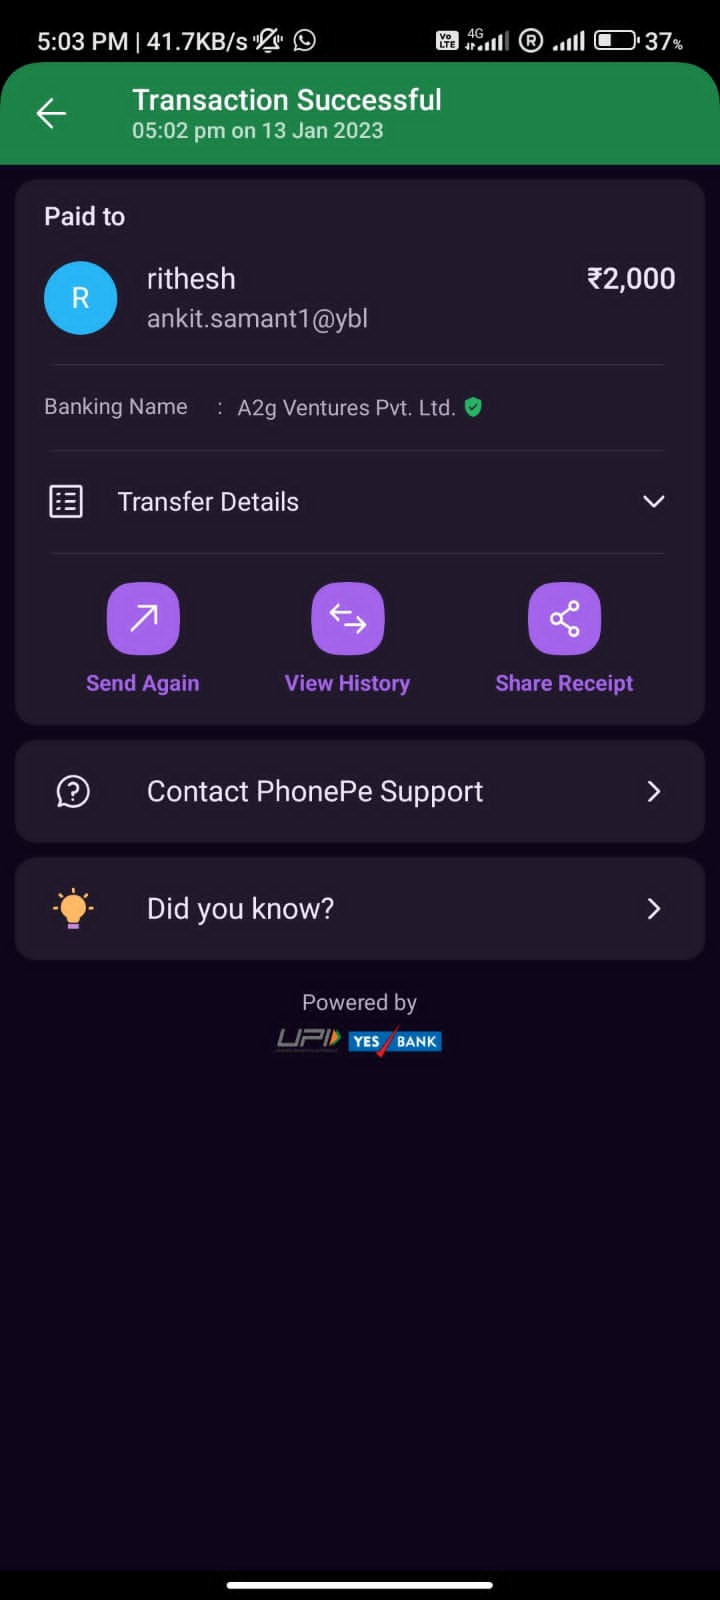 5:03 PM | 41.7KB/s Vo LTE 4G R 37%
Transaction Successful
05:02 pm on 13 Jan 2023
Paid to
R rithesh ₹2,000
ankit.samant1@ybl
Banking Name : A2g Ventures Pvt. Ltd.
Transfer Details
Send Again View History Share Receipt
Contact PhonePe Support
Did you know?
Powered by
UPI YES BANK